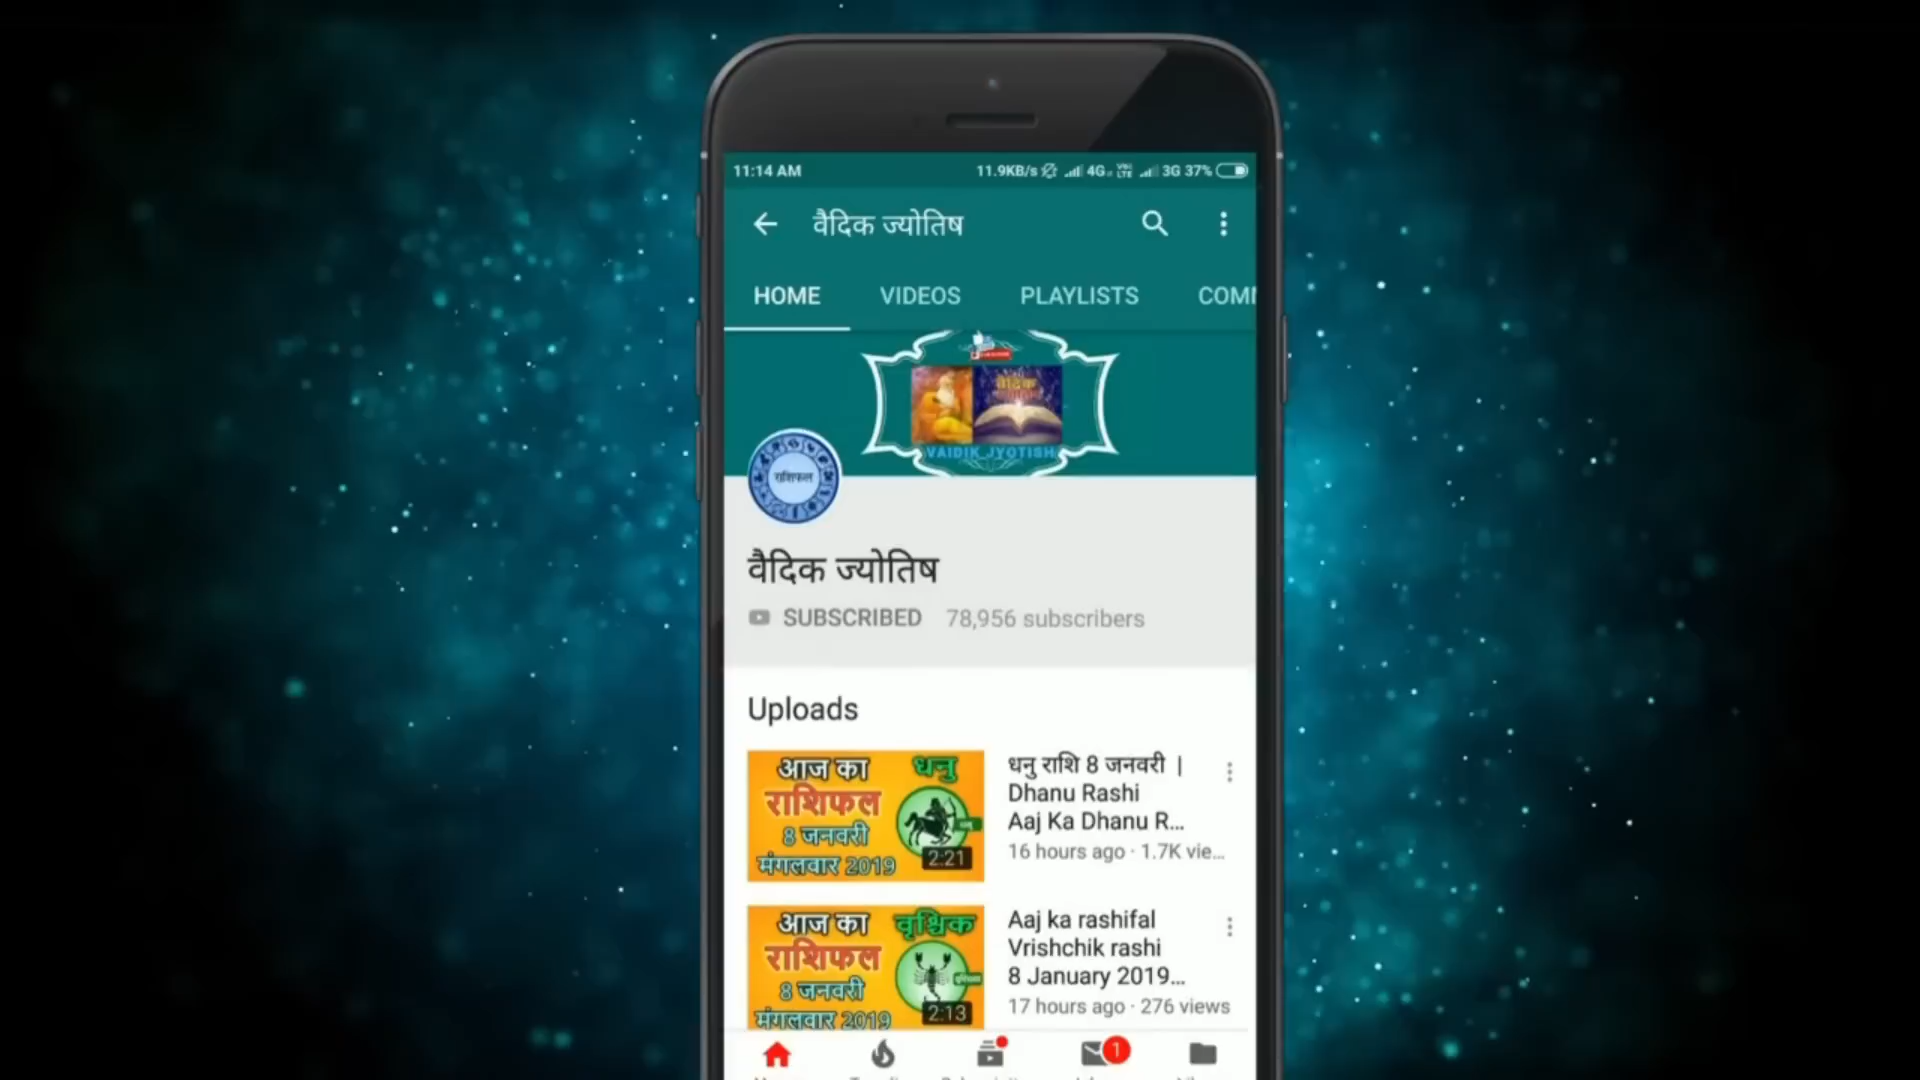 11:14 AM 11.9KB/s 4G VoLTE 3G 37%
वैदिक ज्योतिष
HOME VIDEOS PLAYLISTS COMM
वैदिक
VAIDIK JYOTISH
राशिफल
वैदिक ज्योतिष
SUBSCRIBED 78,956 subscribers
Uploads
आज का धनु
राशिफल
8 जनवरी
मंगलवार 2019
2:21
धनु राशि 8 जनवरी |
Dhanu Rashi
Aaj Ka Dhanu R...
16 hours ago · 1.7K vie...
आज का वृश्चिक
राशिफल
8 जनवरी
मंगलवार 2019
2:13
Aaj ka rashifal
Vrishchik rashi
8 January 2019...
17 hours ago · 276 views
1